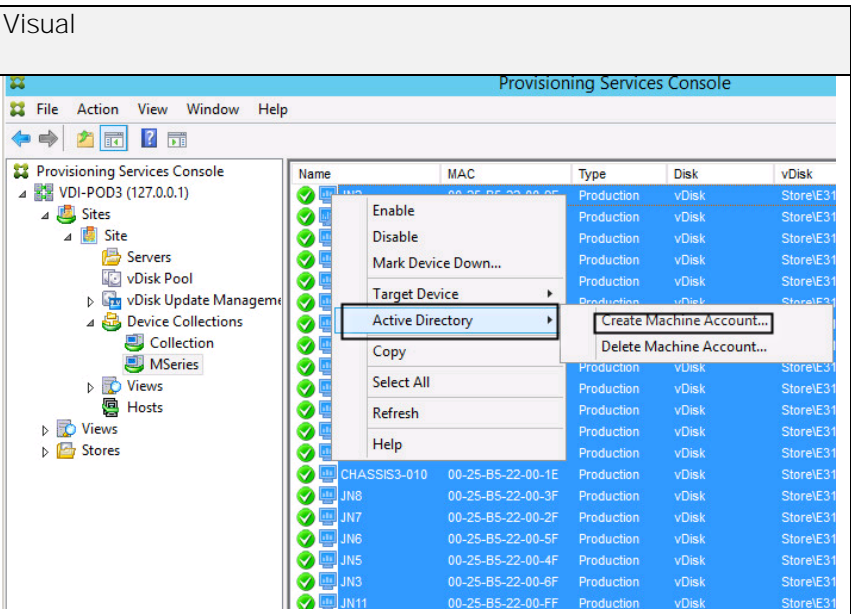 Visual
Provisioning Services Console
File Action View Window Help
Provisioning Services Console
VDI-POD3 (127.0.0.1)
Sites
Site
Servers
vDisk Pool
vDisk Update Manageme
Device Collections
Collection
MSeries
Views
Hosts
Views
Stores
Name MAC Type Disk vDisk
Production vDisk Store\E31
Production vDisk Store\E31
Production vDisk Store\E31
Production vDisk Store\E31
Production vDisk Store\E31
Production vDisk Store\E31
Enable
Disable
Mark Device Down...
Target Device
Active Directory
Copy
Select All
Refresh
Help
Create Machine Account...
Delete Machine Account...
Production vDisk Store\E31
Production vDisk Store\E31
Production vDisk Store\E31
Production vDisk Store\E31
Production vDisk Store\E31
CHASSIS3-010 00-25-B5-22-00-1E Production vDisk Store\E31
JN8 00-25-B5-22-00-3F Production vDisk Store\E31
JN7 00-25-B5-22-00-2F Production vDisk Store\E31
JN6 00-25-B5-22-00-5F Production vDisk Store\E31
JN5 00-25-B5-22-00-4F Production vDisk Store\E31
JN3 00-25-B5-22-00-6F Production vDisk Store\E31
JN11 00-25-B5-22-00-FF Production vDisk Store\E31